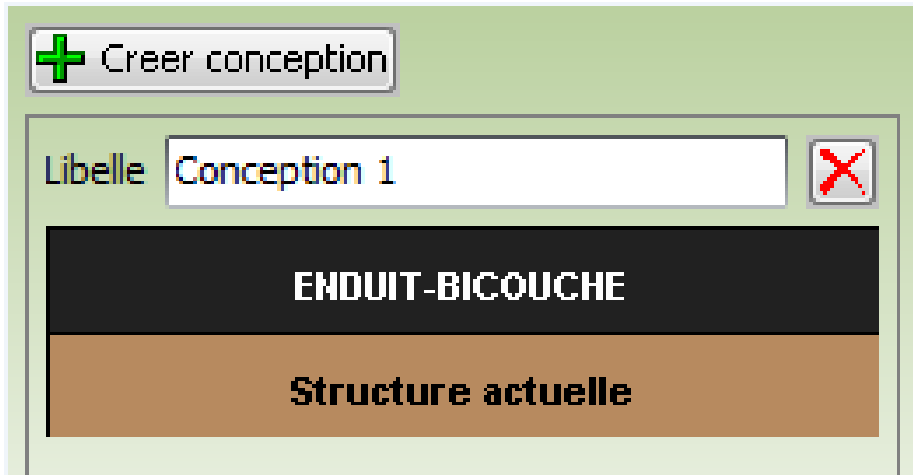 Creer conception
Libelle Conception 1
ENDUIT-BICOUCHE
Structure actuelle